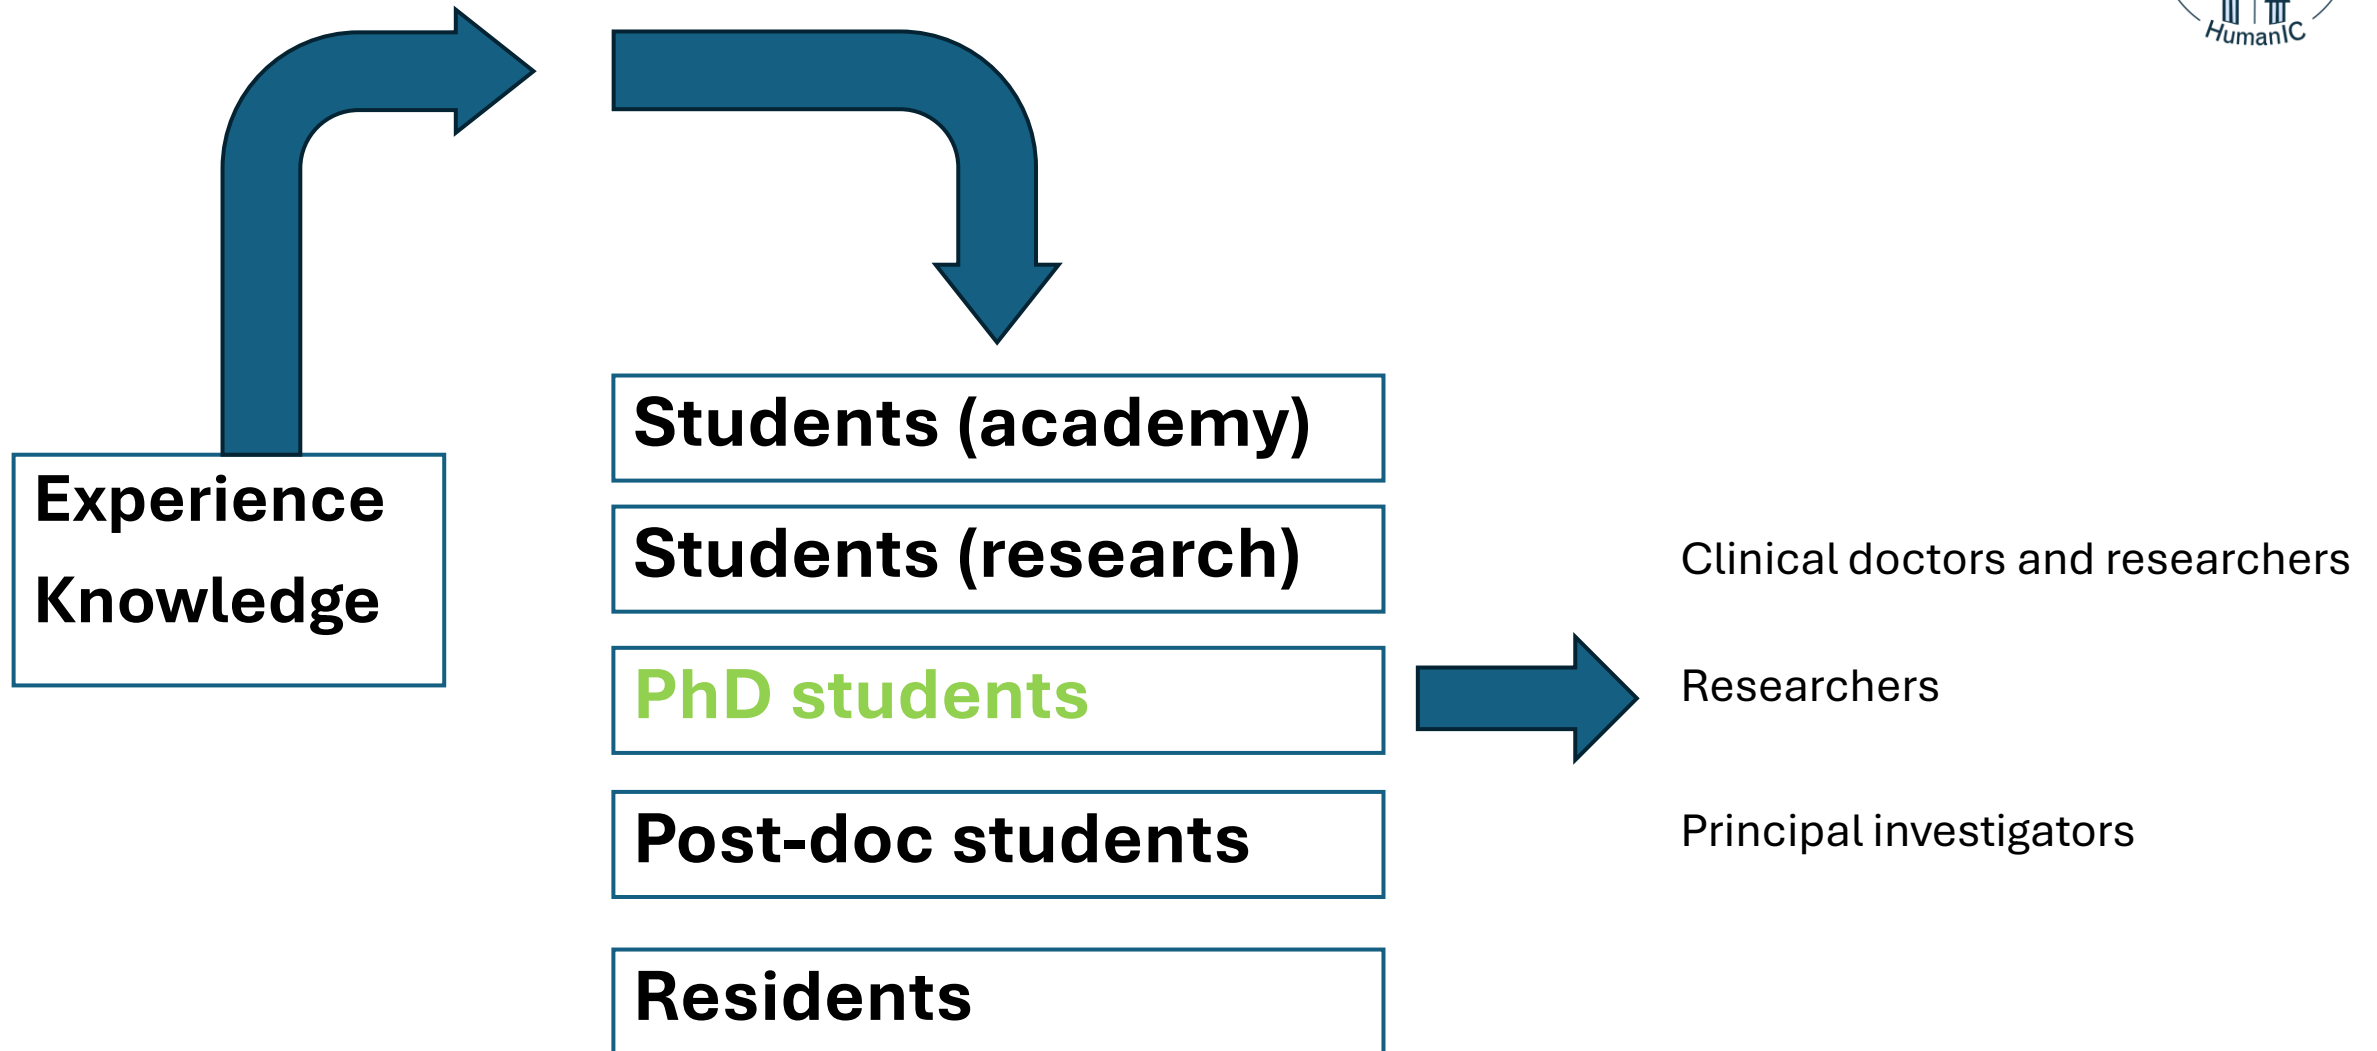 HumanIC
Experience
Knowledge
Students (academy)
Students (research)
PhD students
Post-doc students
Residents
Clinical doctors and researchers
Researchers
Principal investigators